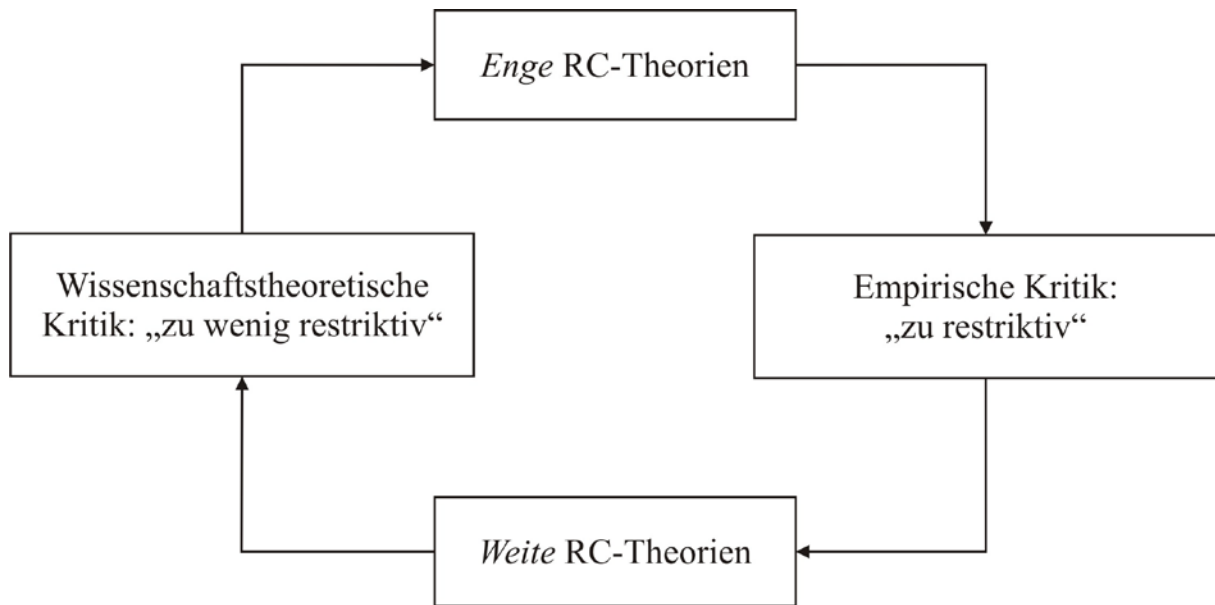 Enge RC-Theorien
Wissenschaftstheoretische
Kritik: „zu wenig restriktiv“
Empirische Kritik:
„zu restriktiv“
Weite RC-Theorien